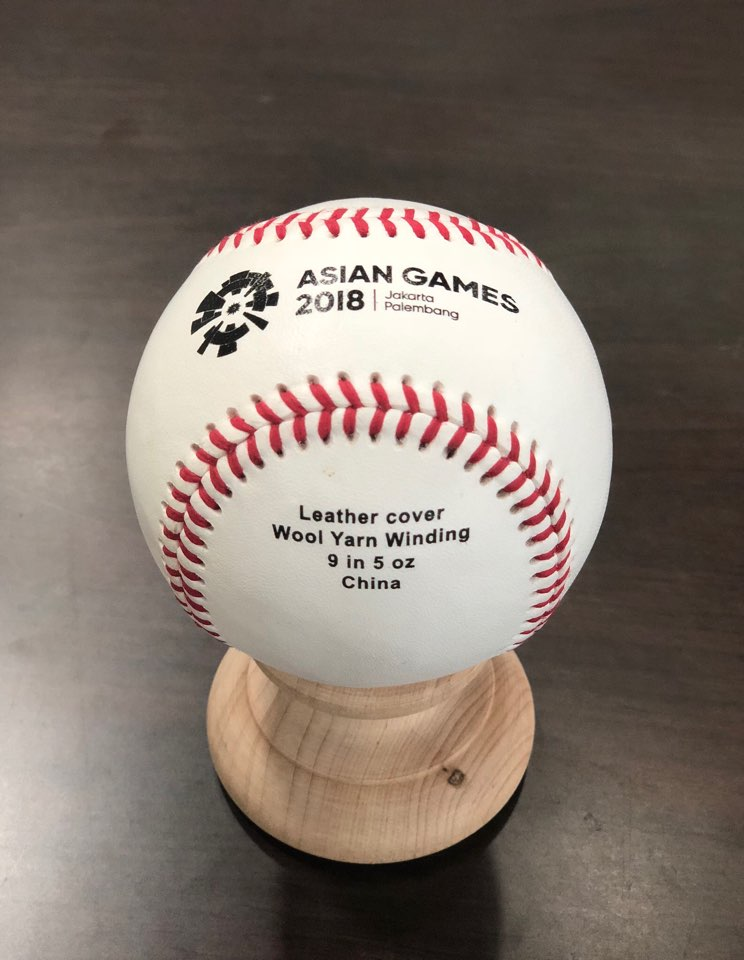 ASIAN GAMES
2018 | Jakarta
Palembang
Leather cover
Wool Yarn Winding
9 in 5 oz
China